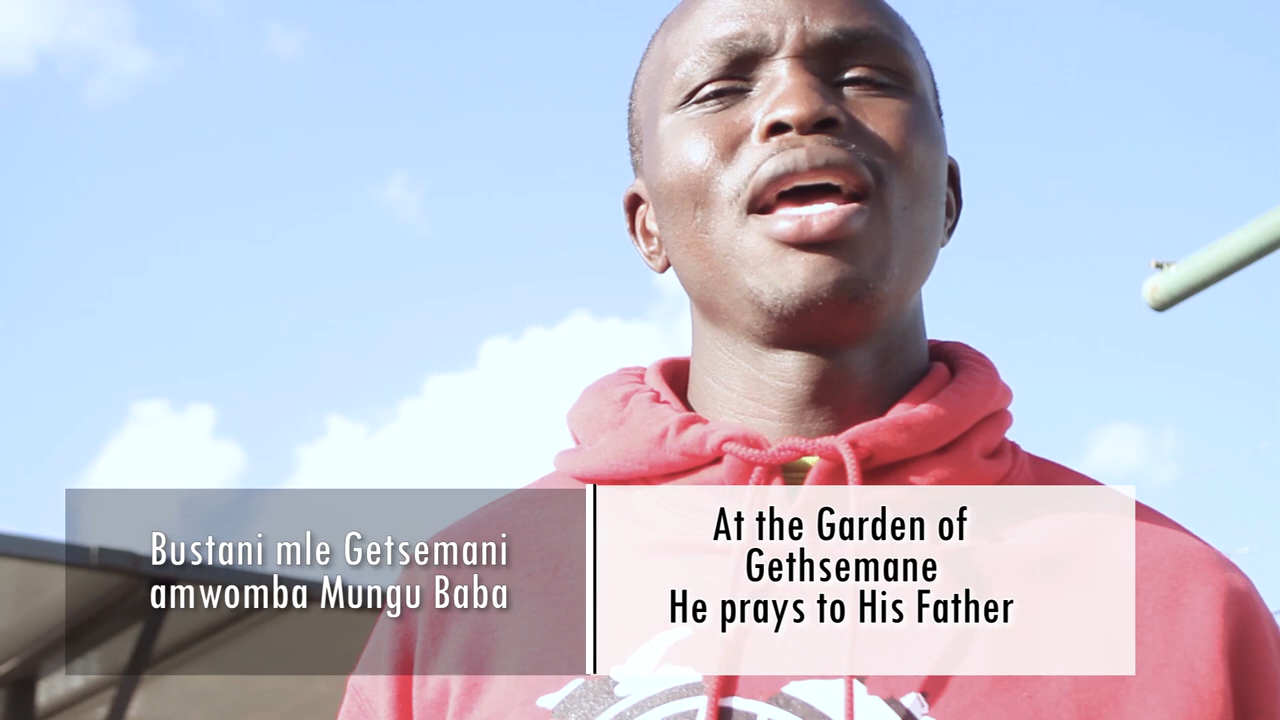 Bustani mle Getsemani
amwomba Mungu Baba
At the Garden of
Gethsemane
He prays to His Father